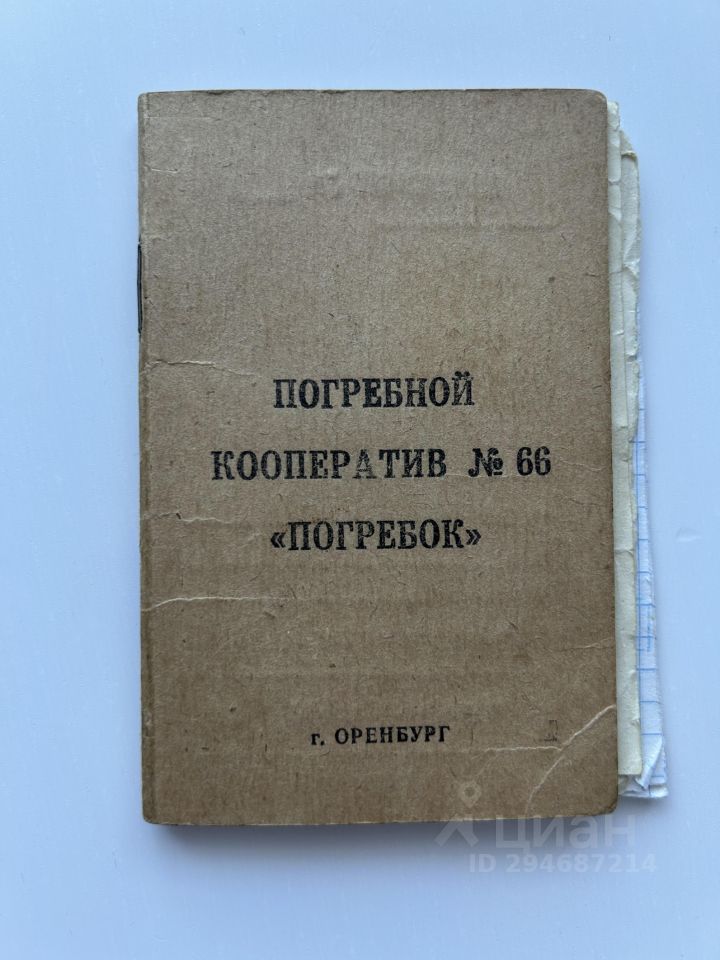 ПОГРЕБНОЙ
КООПЕРАТИВ № 66
«ПОГРЕБОК»
г. ОРЕНБУРГ
циан
ID 294687214